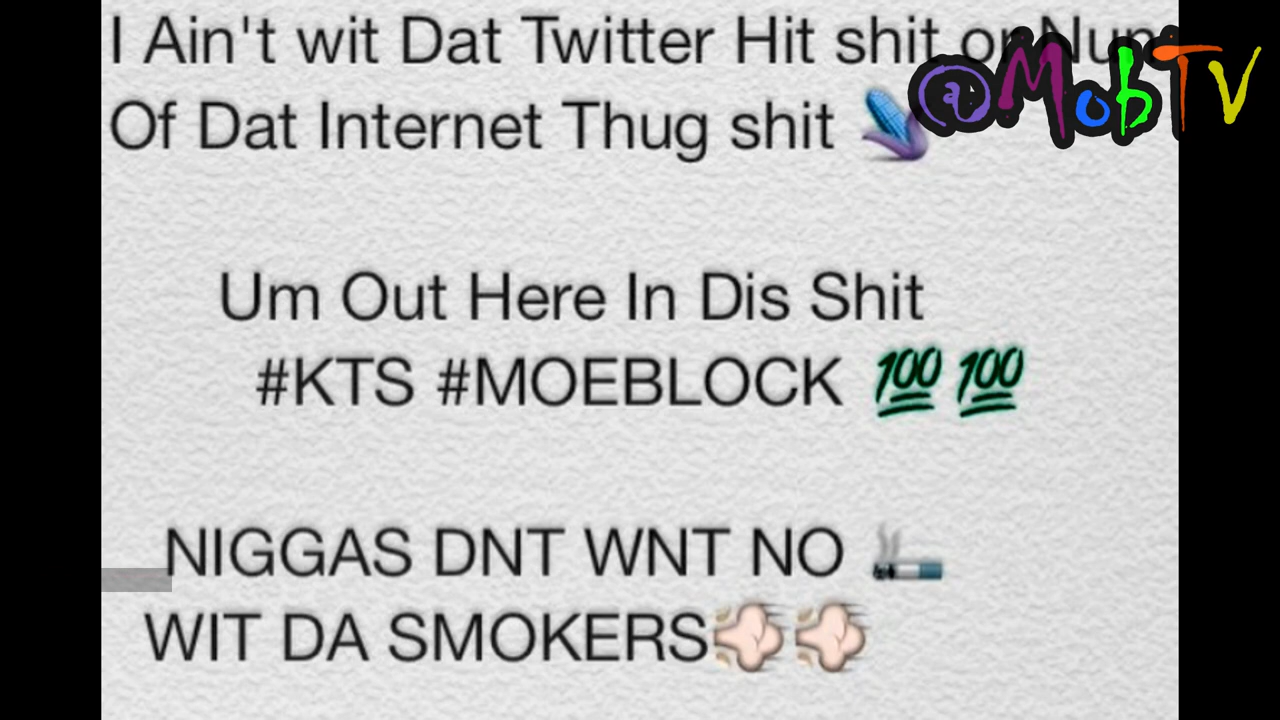 I Ain't wit Dat Twitter Hit shit or Nun
@MobTV
Of Dat Internet Thug shit 🌽
Um Out Here In Dis Shit
#KTS #MOEBLOCK 💯💯
NIGGAS DNT WNT NO 🚬
WIT DA SMOKERS💨💨